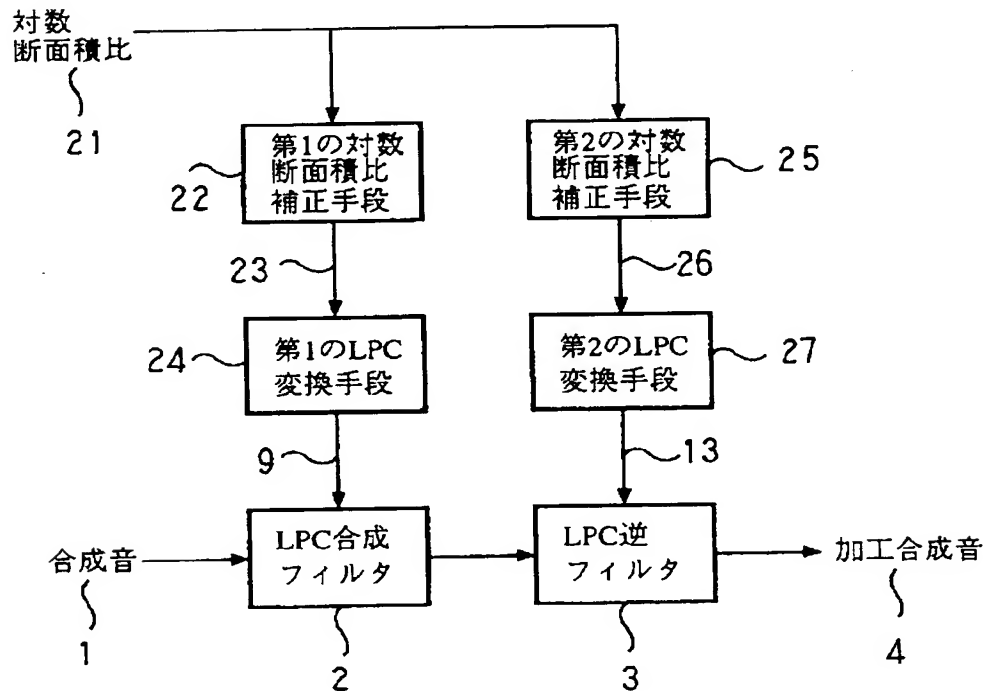 対数
断面積比
21
第1の対数
断面積比
補正手段
22
第2の対数
断面積比
補正手段
25
23
26
第1のLPC
変換手段
24
第2のLPC
変換手段
27
9
13
合成音
1
LPC合成
フィルタ
2
LPC逆
フィルタ
3
加工合成音
4